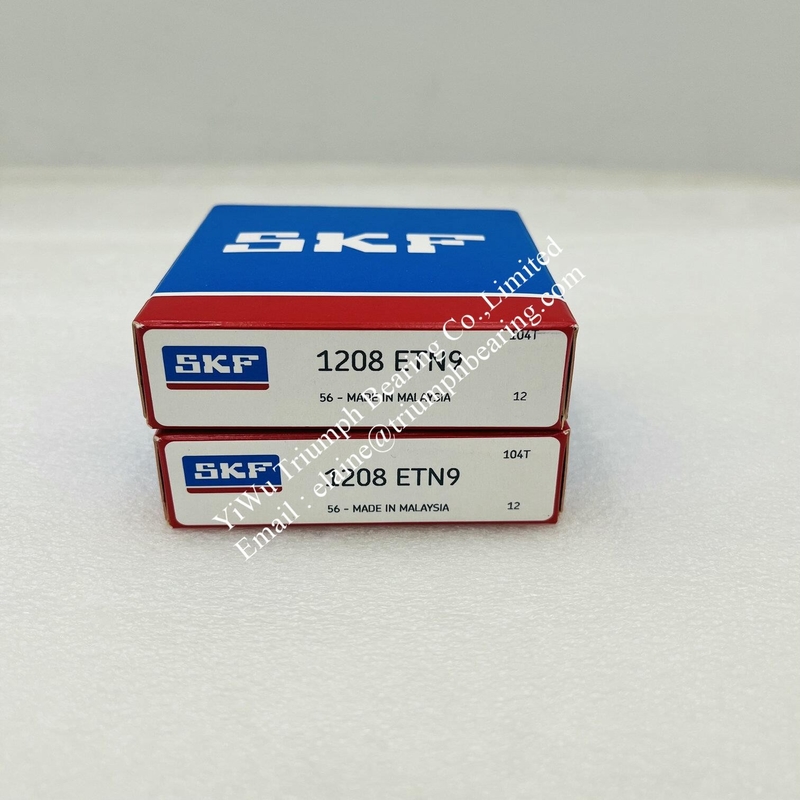 SKF
SKF
1208 ETN9
104T
56 - MADE IN MALAYSIA
12
SKF
1208 ETN9
104T
56 - MADE IN MALAYSIA
12
YiWu Triumph Bearing Co.,Limited
Email : elaine@triumphbearing.com